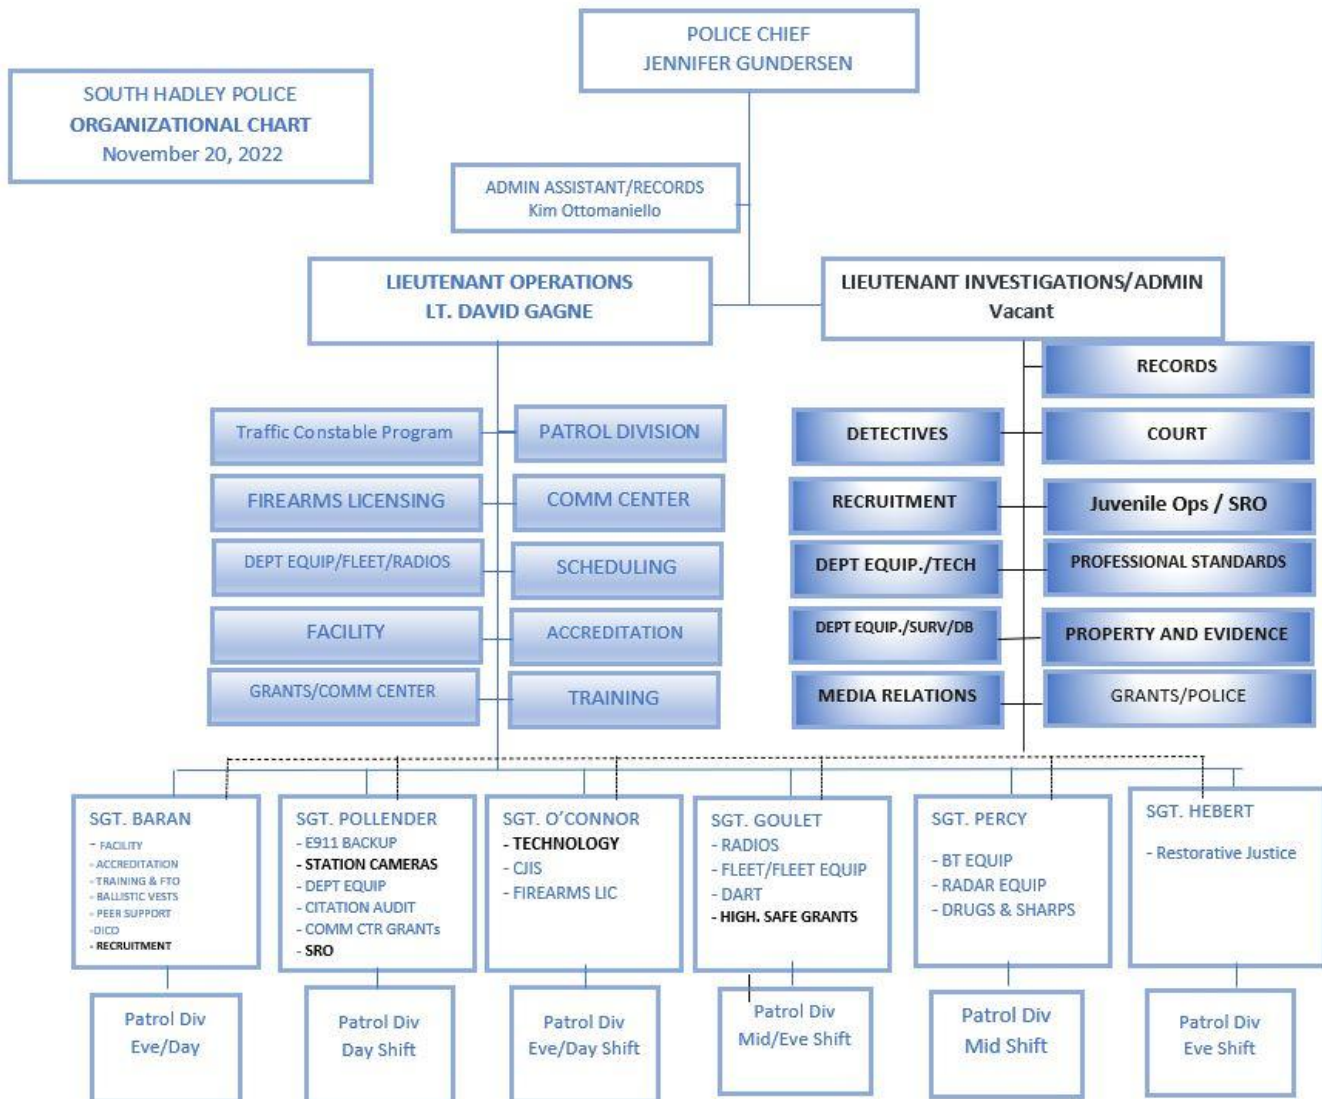 POLICE CHIEF
JENNIFER GUNDERSEN
SOUTH HADLEY POLICE
ORGANIZATIONAL CHART
November 20, 2022
ADMIN ASSISTANT/RECORDS
Kim Ottomaniello
LIEUTENANT OPERATIONS
LT. DAVID GAGNE
LIEUTENANT INVESTIGATIONS/ADMIN
Vacant
Traffic Constable Program
PATROL DIVISION
FIREARMS LICENSING
COMM CENTER
DEPT EQUIP/FLEET/RADIOS
SCHEDULING
FACILITY
ACCREDITATION
GRANTS/COMM CENTER
TRAINING
RECORDS
DETECTIVES
COURT
RECRUITMENT
Juvenile Ops / SRO
DEPT EQUIP./TECH
PROFESSIONAL STANDARDS
DEPT EQUIP./SURV/DB
PROPERTY AND EVIDENCE
MEDIA RELATIONS
GRANTS/POLICE
SGT. BARAN
- FACILITY
- ACCREDITATION
- TRAINING & FTO
- BALLISTIC VESTS
- PEER SUPPORT
-DICO
- RECRUITMENT
Patrol Div
Eve/Day
SGT. POLLENDER
- E911 BACKUP
- STATION CAMERAS
- DEPT EQUIP
- CITATION AUDIT
- COMM CTR GRANTs
- SRO
Patrol Div
Day Shift
SGT. O’CONNOR
- TECHNOLOGY
- CJIS
- FIREARMS LIC
Patrol Div
Eve/Day Shift
SGT. GOULET
- RADIOS
- FLEET/FLEET EQUIP
- DART
- HIGH. SAFE GRANTS
Patrol Div
Mid/Eve Shift
SGT. PERCY
- BT EQUIP
- RADAR EQUIP
- DRUGS & SHARPS
Patrol Div
Mid Shift
SGT. HEBERT
- Restorative Justice
Patrol Div
Eve Shift